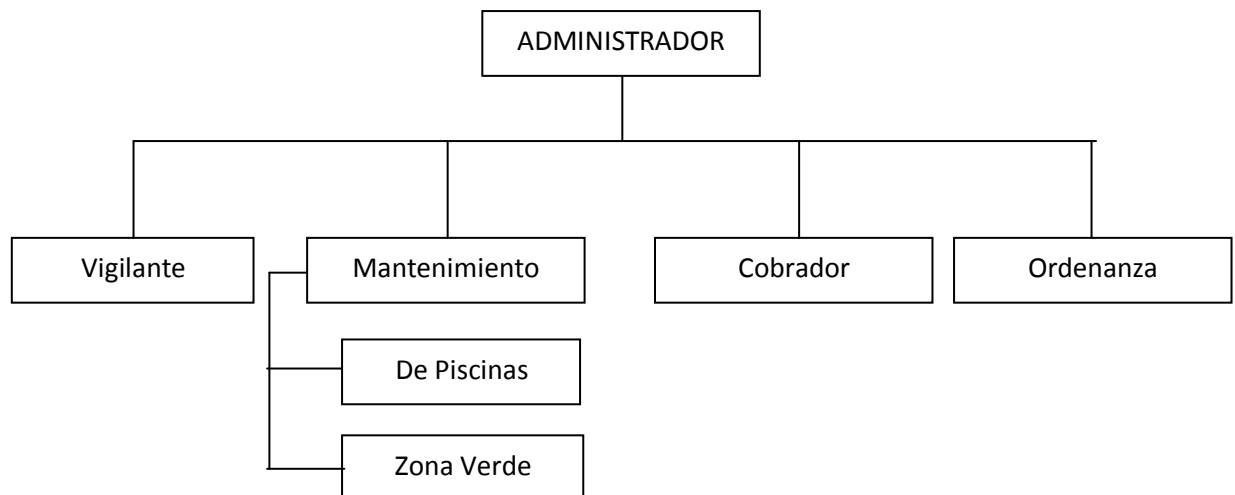 ADMINISTRADOR
Vigilante
Mantenimiento
Cobrador
Ordenanza
De Piscinas
Zona Verde